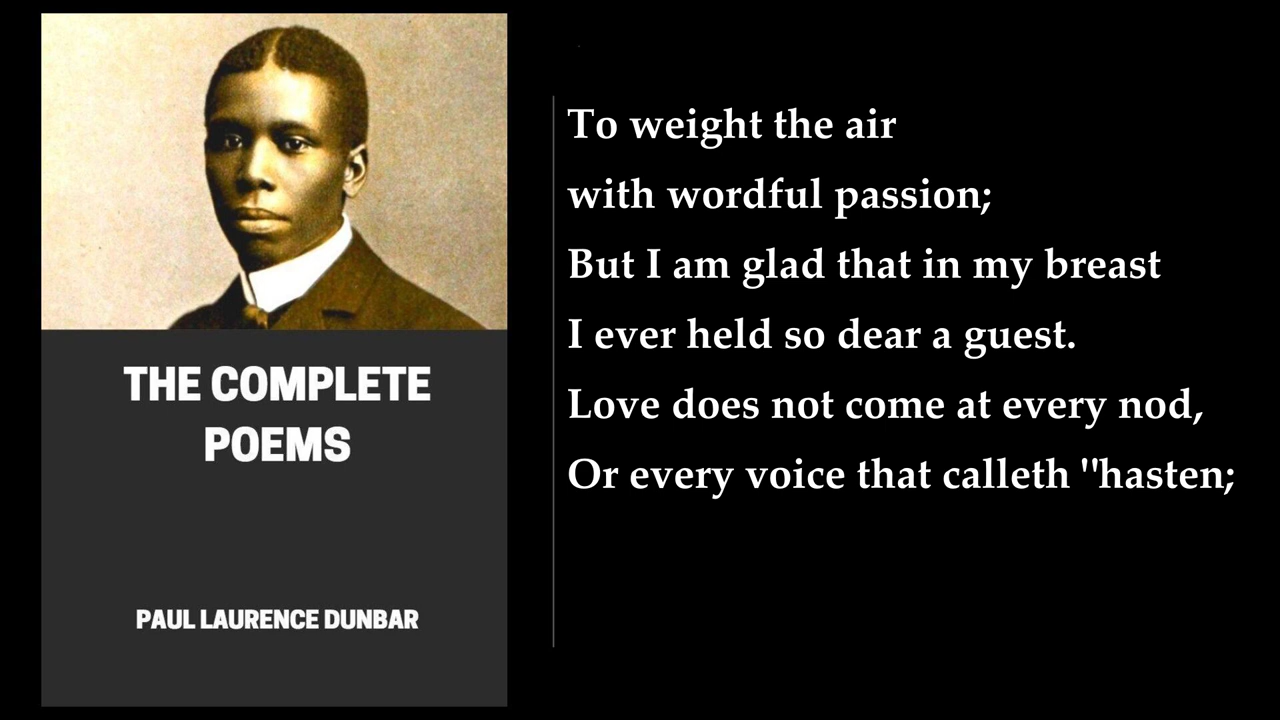 THE COMPLETE
POEMS
PAUL LAURENCE DUNBAR
To weight the air
with wordful passion;
But I am glad that in my breast
I ever held so dear a guest.
Love does not come at every nod,
Or every voice that calleth "hasten;